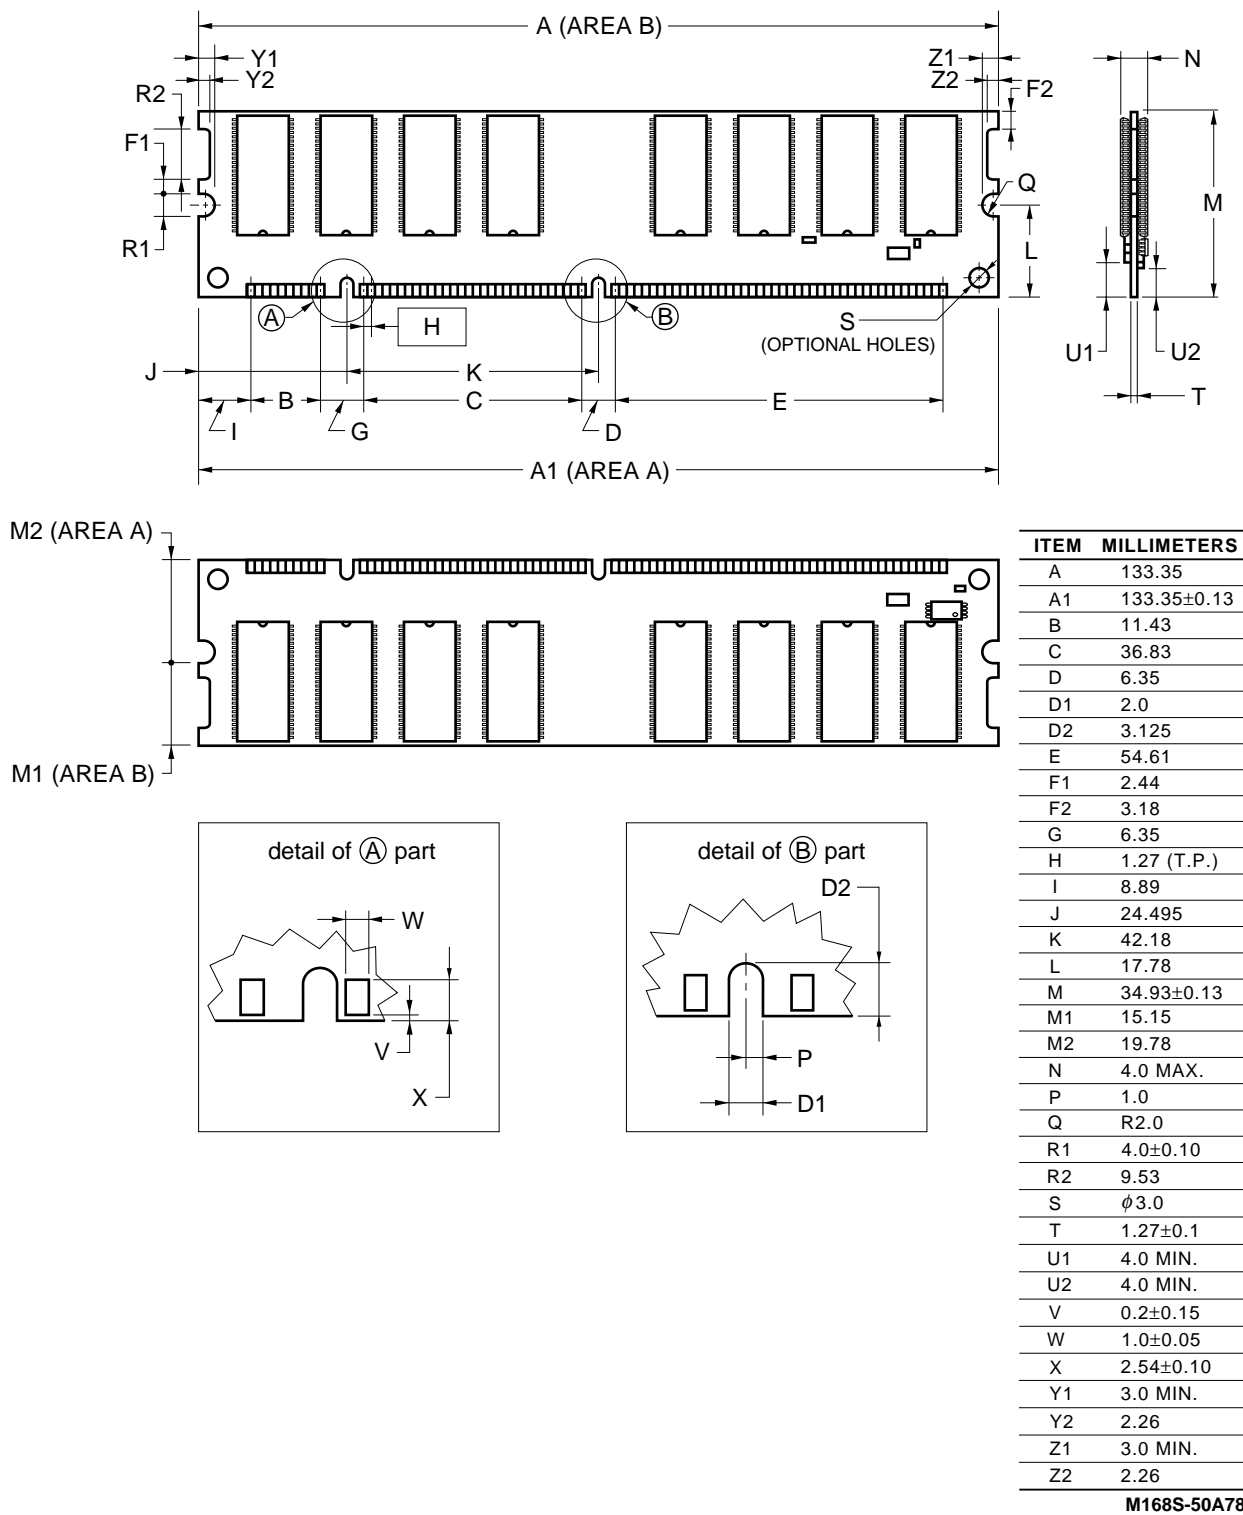 A (AREA B)
Y1
Z1
N
Y2
Z2
F2
R2
F1
Q
M
R1
L
A
B
H
S
(OPTIONAL HOLES)
U1
U2
J
K
T
B
C
E
I
G
D
A1 (AREA A)
M2 (AREA A)
M1 (AREA B)
detail of A part
W
V
X
detail of B part
D2
P
D1
ITEM MILLIMETERS
A 133.35
A1 133.35±0.13
B 11.43
C 36.83
D 6.35
D1 2.0
D2 3.125
E 54.61
F1 2.44
F2 3.18
G 6.35
H 1.27 (T.P.)
I 8.89
J 24.495
K 42.18
L 17.78
M 34.93±0.13
M1 15.15
M2 19.78
N 4.0 MAX.
P 1.0
Q R2.0
R1 4.0±0.10
R2 9.53
S ϕ3.0
T 1.27±0.1
U1 4.0 MIN.
U2 4.0 MIN.
V 0.2±0.15
W 1.0±0.05
X 2.54±0.10
Y1 3.0 MIN.
Y2 2.26
Z1 3.0 MIN.
Z2 2.26
M168S-50A78